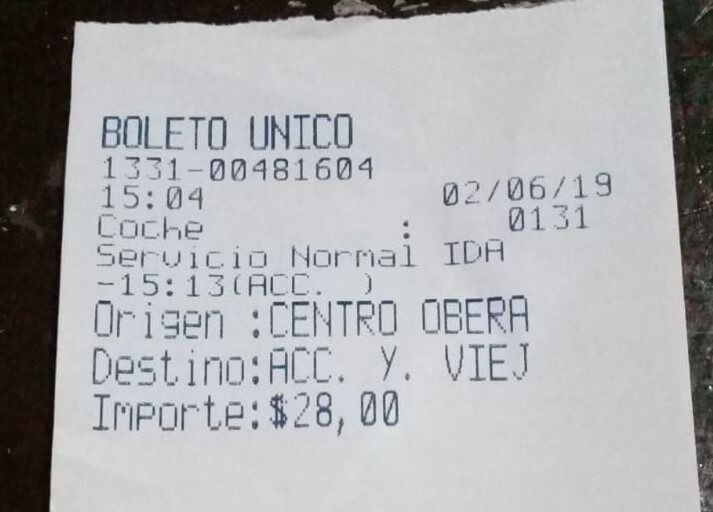 BOLETO UNICO
1331-00481604
15:04 02/06/19
Coche : 0131
Servicio Normal IDA
-15:13(ACC. )
Origen :CENTRO OBERA
Destino:ACC. Y. VIEJ
Importe:$28,00